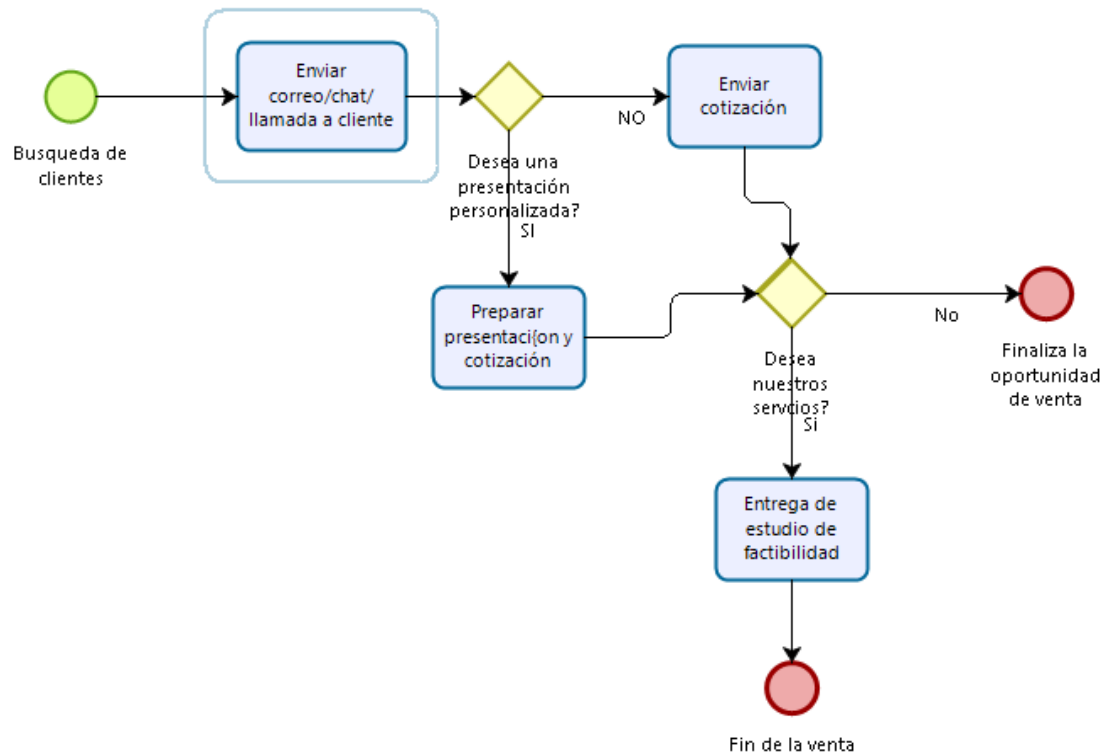 Enviar
correo/chat/
llamada a cliente
Enviar
cotización
NO
Busqueda de
clientes
Desea una
presentación
personalizada?
SI
Preparar
presentaci{on y
cotización
No
Desea
nuestros
servcios?
Si
Finaliza la
oportunidad
de venta
Entrega de
estudio de
factibilidad
Fin de la venta